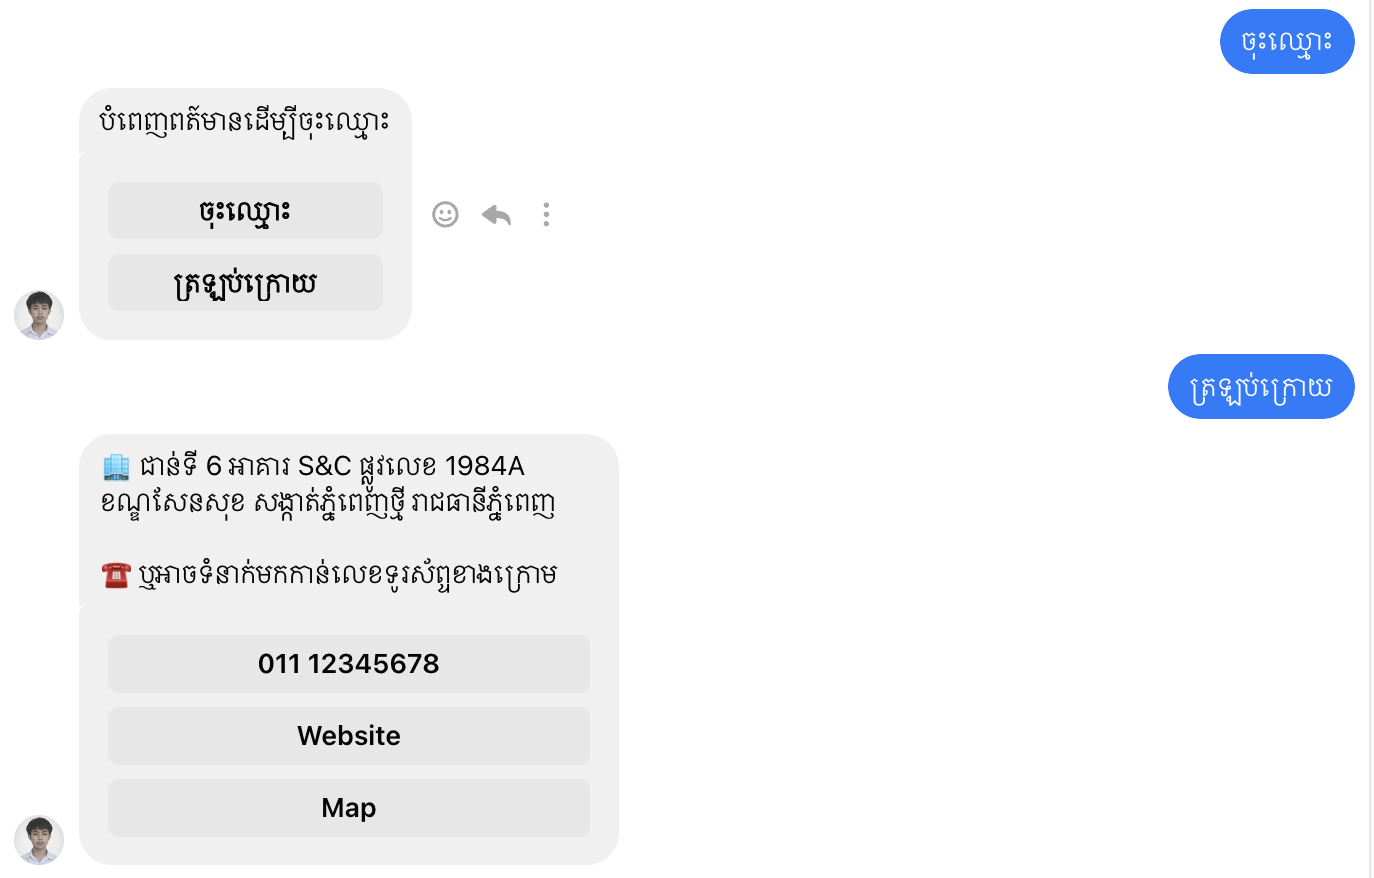 ចុះឈ្មោះ
បំពេញពត៍មានដើម្បីចុះឈ្មោះ
ចុះឈ្មោះ
ត្រឡប់ក្រោយ
ត្រឡប់ក្រោយ
🏢 ជាន់ទី 6 អាគារ S&C ផ្លូវលេខ 1984A
ខណ្ឌសែនសុខ សង្កាត់ភ្នំពេញថ្មី រាជធានីភ្នំពេញ
☎️ ឬអាចទំនាក់មកកាន់លេខទូរស័ព្ទខាងក្រោម
011 12345678
Website
Map